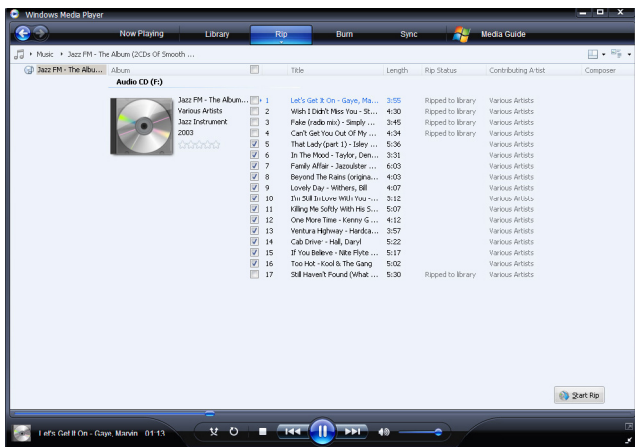 Windows Media Player
Now Playing Library Rip Burn Sync Media Guide
Music Jazz FM - The Album (2CDs Of Smooth ...
Jazz FM - The Albu... Album Title Length Rip Status Contributing Artist Composer
Audio CD (F:)
Jazz FM - The Album... 1 Let's Get It On - Gaye, Ma... 3:55 Ripped to library Various Artists
Various Artists 2 Wish I Didn't Miss You - St... 4:30 Ripped to library Various Artists
Jazz Instrument 3 Fake (radio mix) - Simply ... 3:45 Ripped to library Various Artists
2003 4 Can't Get You Out Of My ... 4:34 Ripped to library Various Artists
5 That Lady (part 1) - Isley ... 5:36 Various Artists
6 In The Mood - Taylor, Den... 3:31 Various Artists
7 Family Affair - Jazoulster ... 6:03 Various Artists
8 Beyond The Rains (origina... 4:03 Various Artists
9 Lovely Day - Withers, Bill 4:07 Various Artists
10 I'm Still In Love With You -... 3:12 Various Artists
11 Killing Me Softly With His S... 5:07 Various Artists
12 One More Time - Kenny G ... 4:12 Various Artists
13 Ventura Highway - Hardca... 3:57 Various Artists
14 Cab Driver - Hall, Daryl 5:22 Various Artists
15 If You Believe - Nite Flyte ... 5:17 Various Artists
16 Too Hot - Kool & The Gang 5:02 Various Artists
17 Still Haven't Found (What ... 5:30 Ripped to library Various Artists
Start Rip
Let's Get It On - Gaye, Marvin 01:13